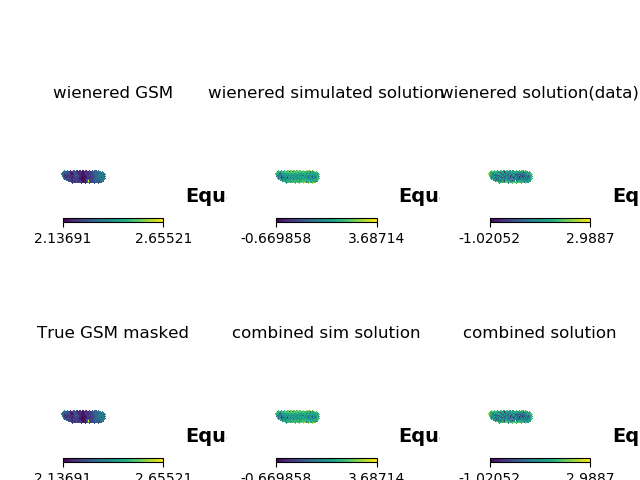 wienered GSM wienered simulated solution wienered solution(data)
Equ Equ Eq
2.13691 2.65521 -0.669858 3.68714 -1.02052 2.9887
True GSM masked combined sim solution combined solution
Equ Equ Eq
2.13691 2.65521 -0.669858 3.68714 -1.02052 2.9887